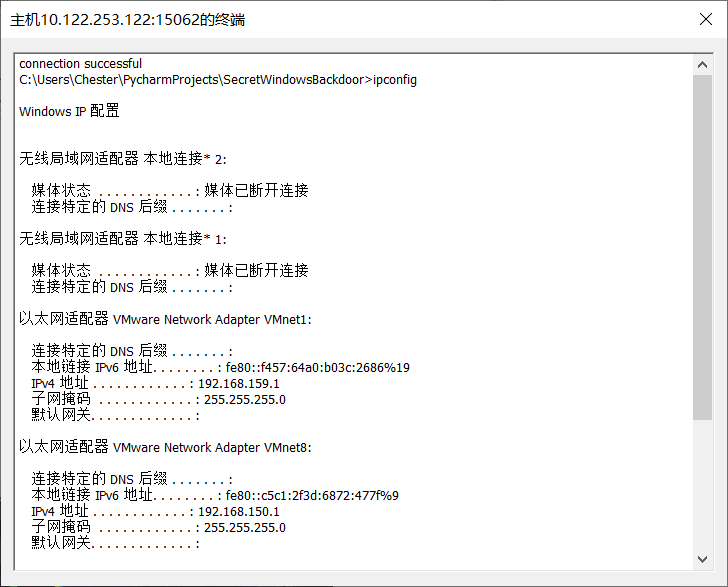 主机10.122.253.122:15062的终端
connection successful
C:\Users\Chester\PycharmProjects\SecretWindowsBackdoor>ipconfig
Windows IP 配置
无线局域网适配器 本地连接* 2:
媒体状态 . . . . . . . . . . . . : 媒体已断开连接
连接特定的 DNS 后缀 . . . . . . . :
无线局域网适配器 本地连接* 1:
媒体状态 . . . . . . . . . . . . : 媒体已断开连接
连接特定的 DNS 后缀 . . . . . . . :
以太网适配器 VMware Network Adapter VMnet1:
连接特定的 DNS 后缀 . . . . . . . :
本地链接 IPv6 地址. . . . . . . . : fe80::f457:64a0:b03c:2686%19
IPv4 地址 . . . . . . . . . . . . : 192.168.159.1
子网掩码 . . . . . . . . . . . . : 255.255.255.0
默认网关. . . . . . . . . . . . . :
以太网适配器 VMware Network Adapter VMnet8:
连接特定的 DNS 后缀 . . . . . . . :
本地链接 IPv6 地址. . . . . . . . : fe80::c5c1:2f3d:6872:477f%9
IPv4 地址 . . . . . . . . . . . . : 192.168.150.1
子网掩码 . . . . . . . . . . . . : 255.255.255.0
默认网关. . . . . . . . . . . . . :